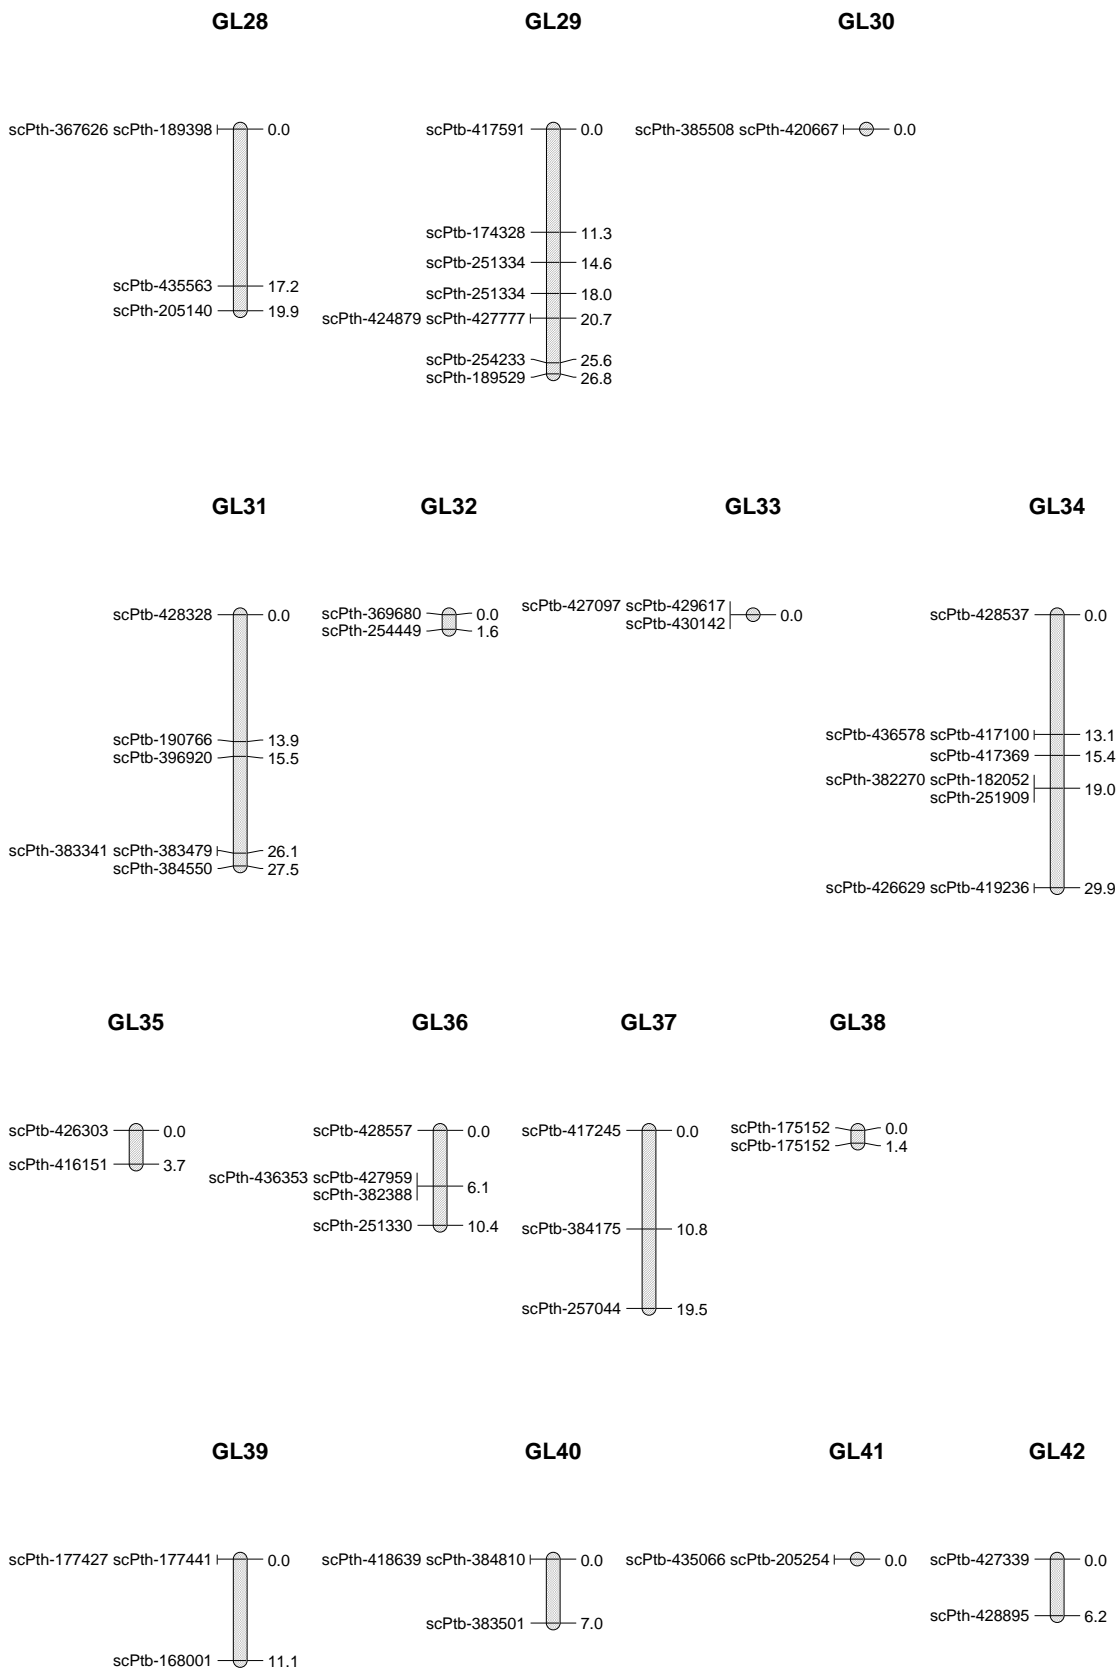 GL28
GL29
GL30
scPth-367626 scPth-189398 0.0
scPtb-435563 17.2
scPth-205140 19.9
scPtb-417591 0.0
scPtb-174328 11.3
scPtb-251334 14.6
scPth-251334 18.0
scPth-424879 scPth-427777 20.7
scPtb-254233 25.6
scPth-189529 26.8
scPth-385508 scPth-420667 0.0
GL31
GL32
GL33
GL34
scPtb-428328 0.0
scPtb-190766 13.9
scPtb-396920 15.5
scPth-383341 scPth-383479 26.1
scPth-384550 27.5
scPth-369680 0.0
scPth-254449 1.6
scPtb-427097 scPtb-429617
scPtb-430142 0.0
scPtb-428537 0.0
scPtb-436578 scPtb-417100 13.1
scPtb-417369 15.4
scPth-382270 scPth-182052
scPth-251909 19.0
scPtb-426629 scPtb-419236 29.9
GL35
GL36
GL37
GL38
scPtb-426303 0.0
scPth-416151 3.7
scPtb-428557 0.0
scPth-436353 scPtb-427959
scPth-382388 6.1
scPth-251330 10.4
scPtb-417245 0.0
scPtb-384175 10.8
scPth-257044 19.5
scPth-175152 0.0
scPtb-175152 1.4
GL39
GL40
GL41
GL42
scPth-177427 scPth-177441 0.0
scPtb-168001 11.1
scPth-418639 scPth-384810 0.0
scPtb-383501 7.0
scPtb-435066 scPtb-205254 0.0
scPtb-427339 0.0
scPth-428895 6.2